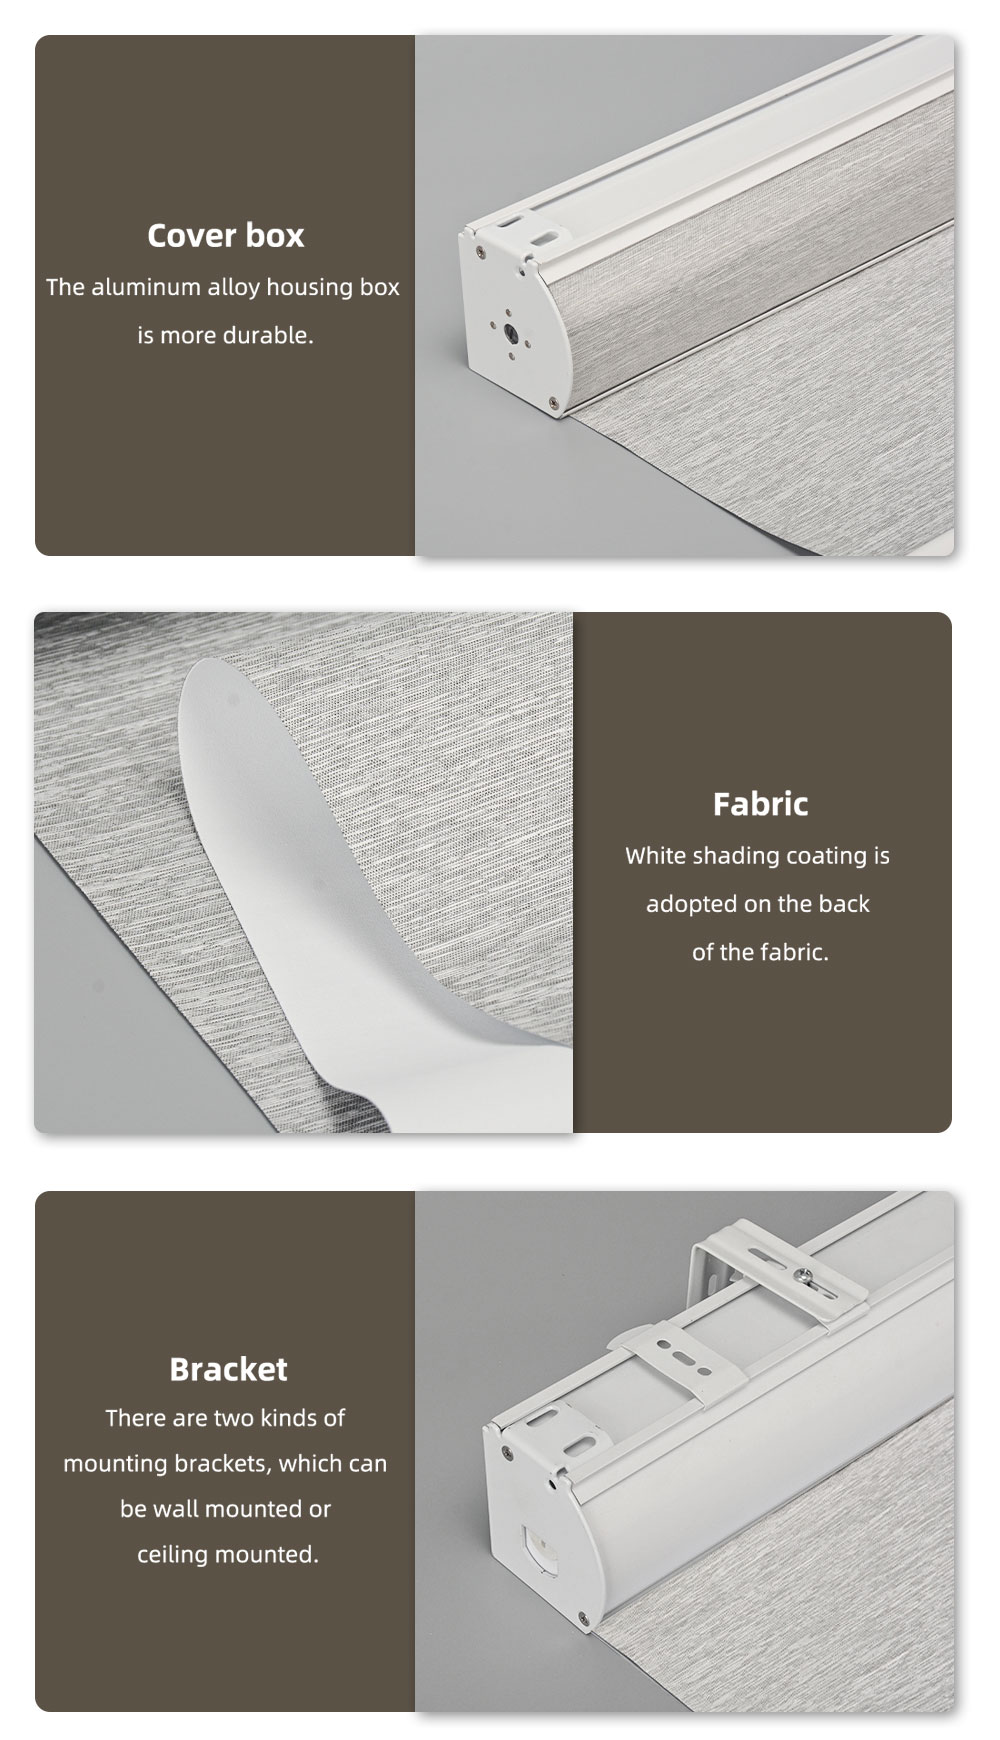 Cover box
The aluminum alloy housing box
is more durable.
Fabric
White shading coating is
adopted on the back
of the fabric.
Bracket
There are two kinds of
mounting brackets, which can
be wall mounted or
ceiling mounted.